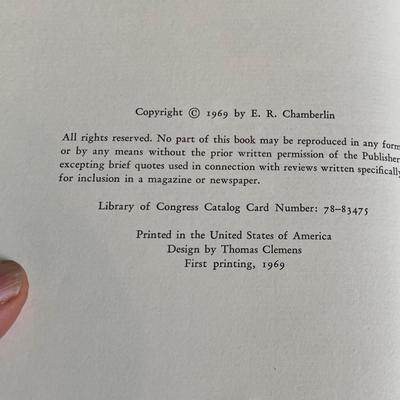 Copyright © 1969 by E. R. Chamberlin
All rights reserved. No part of this book may be reproduced in any form
or by any means without the prior written permission of the Publisher
excepting brief quotes used in connection with reviews written specifically
for inclusion in a magazine or newspaper.
Library of Congress Catalog Card Number: 78–83475
Printed in the United States of America
Design by Thomas Clemens
First printing, 1969